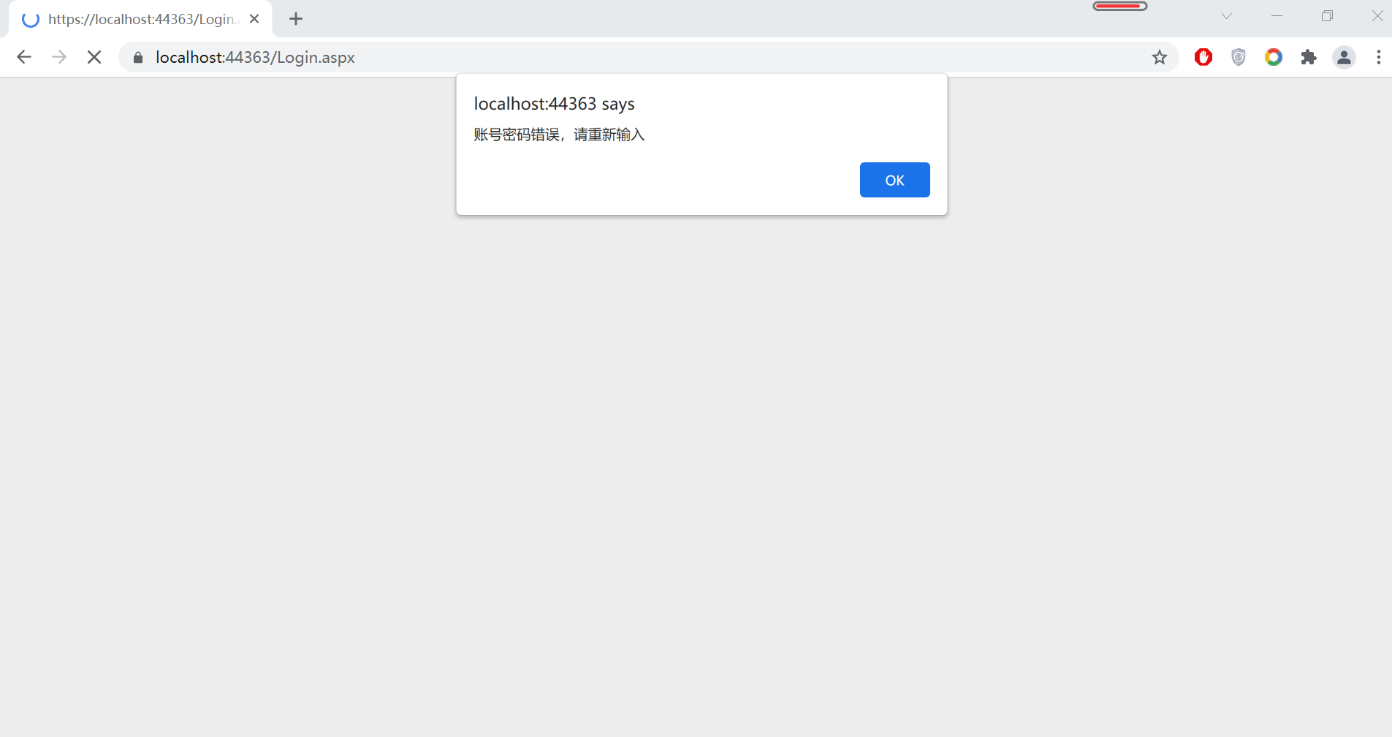 https://localhost:44363/Login.
localhost:44363/Login.aspx
localhost:44363 says
账号密码错误，请重新输入
OK